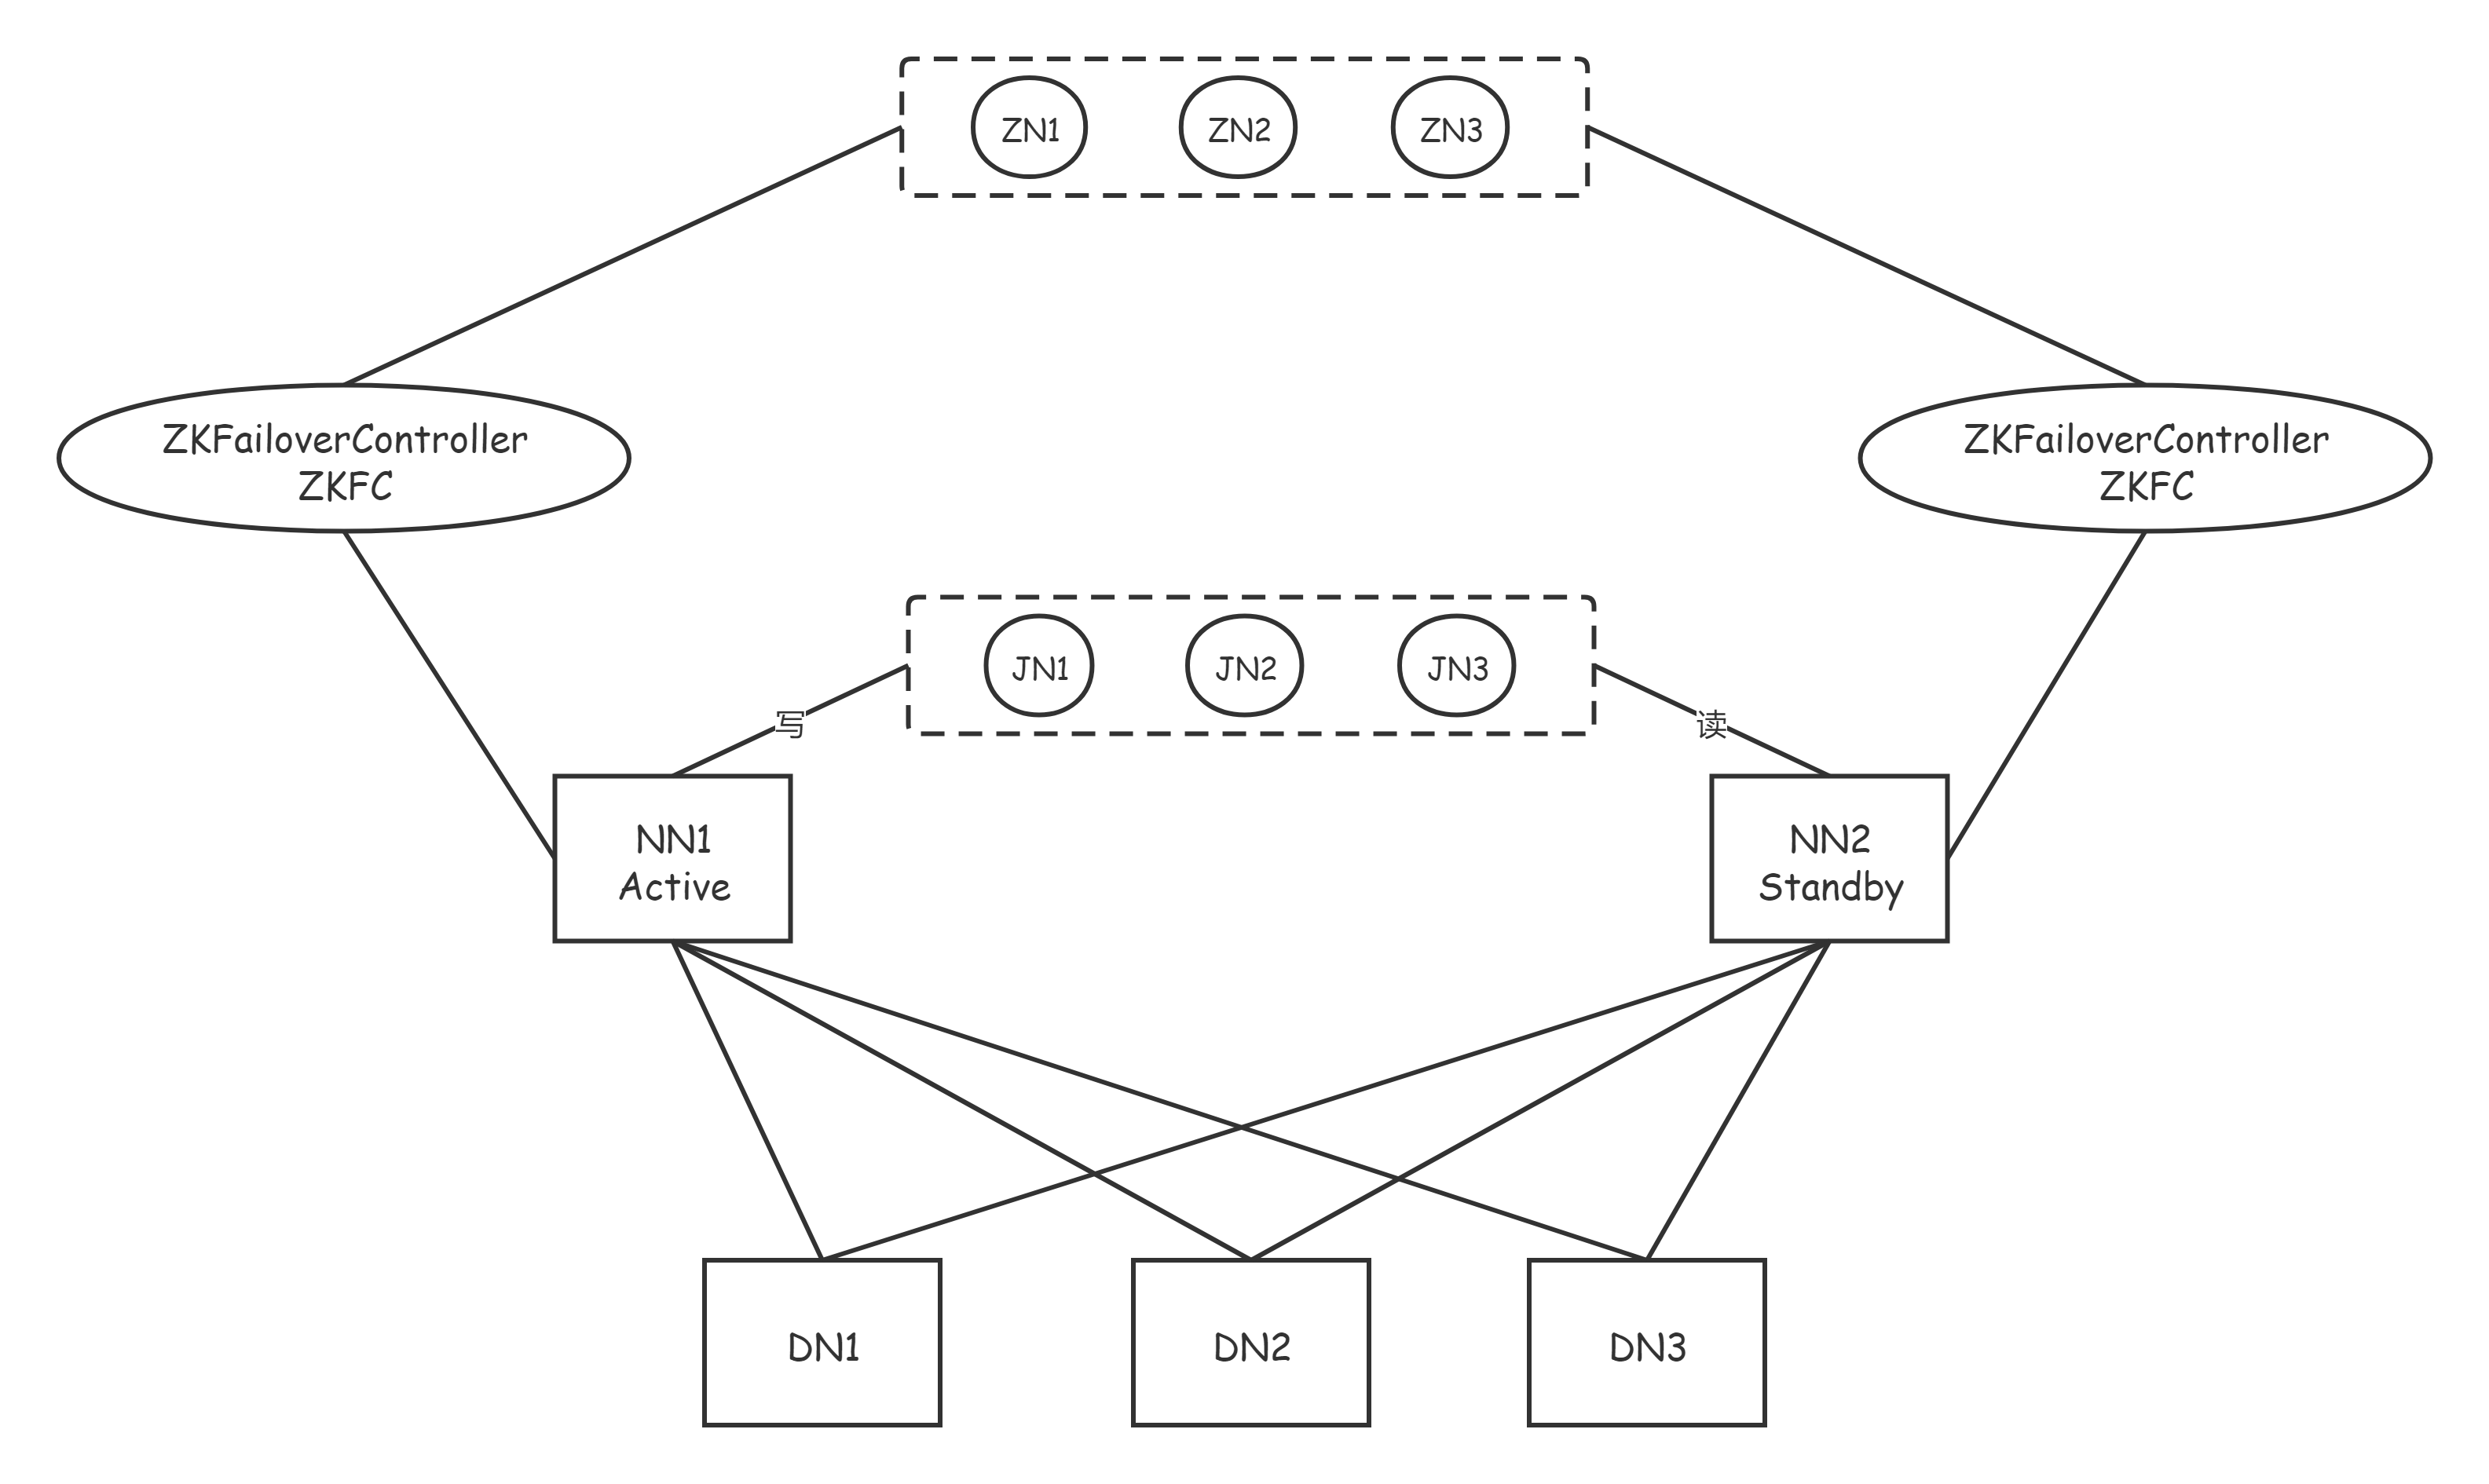 ZN1
ZN2
ZN3
ZKFailoverController
ZKFC
ZKFailoverController
ZKFC
JN1
JN2
JN3
写
读
NN1
Active
NN2
Standby
DN1
DN2
DN3